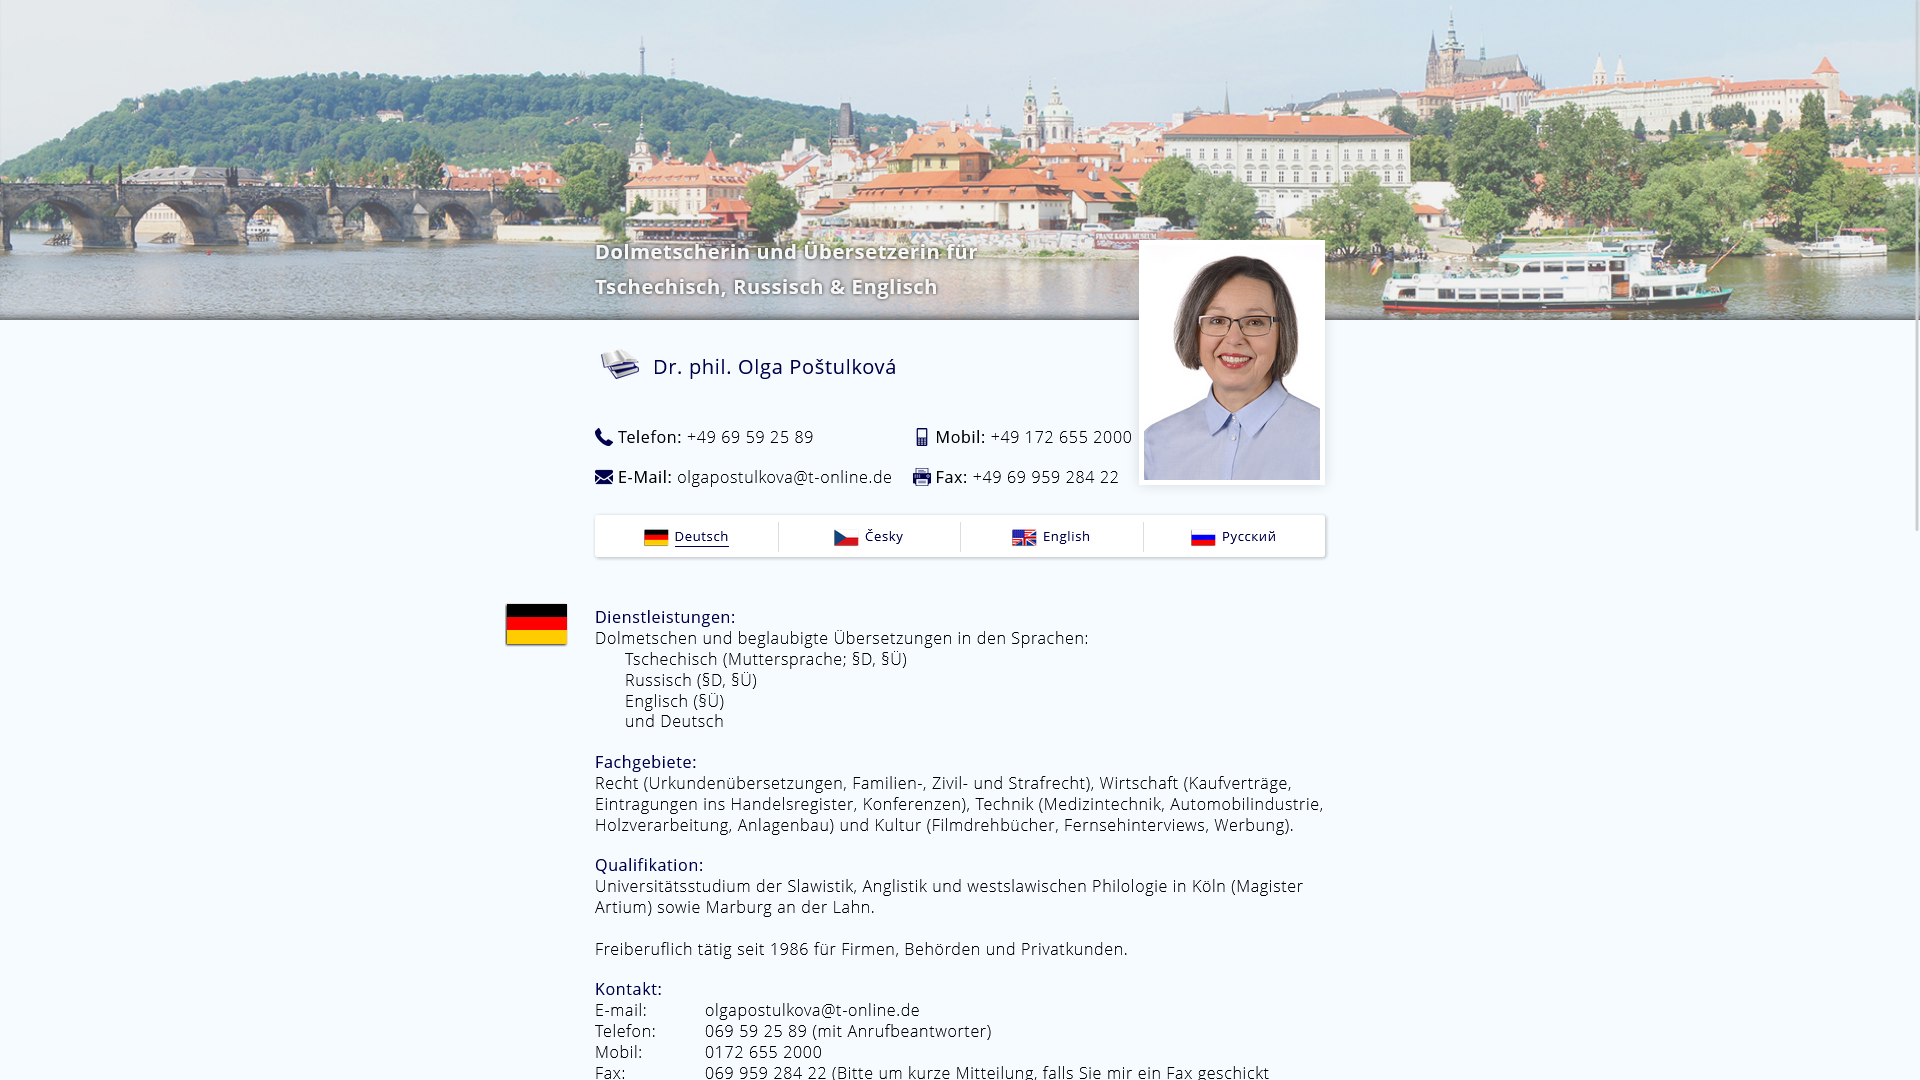 FRANZ KAFKA MUSEUM
Dolmetscherin und Übersetzerin für
Tschechisch, Russisch & Englisch
Dr. phil. Olga Poštulková
Telefon: +49 69 59 25 89
Mobil: +49 172 655 2000
E-Mail: olgapostulkova@t-online.de
Fax: +49 69 959 284 22
Deutsch
Česky
English
Русский
Dienstleistungen:
Dolmetschen und beglaubigte Übersetzungen in den Sprachen:
Tschechisch (Muttersprache; §D, §Ü)
Russisch (§D, §Ü)
Englisch (§Ü)
und Deutsch
Fachgebiete:
Recht (Urkundenübersetzungen, Familien-, Zivil- und Strafrecht), Wirtschaft (Kaufverträge,
Eintragungen ins Handelsregister, Konferenzen), Technik (Medizintechnik, Automobilindustrie,
Holzverarbeitung, Anlagenbau) und Kultur (Filmdrehbücher, Fernsehinterviews, Werbung).
Qualifikation:
Universitätsstudium der Slawistik, Anglistik und westslawischen Philologie in Köln (Magister
Artium) sowie Marburg an der Lahn.
Freiberuflich tätig seit 1986 für Firmen, Behörden und Privatkunden.
Kontakt:
E-mail: olgapostulkova@t-online.de
Telefon: 069 59 25 89 (mit Anrufbeantworter)
Mobil: 0172 655 2000
Fax: 069 959 284 22 (Bitte um kurze Mitteilung, falls Sie mir ein Fax geschickt